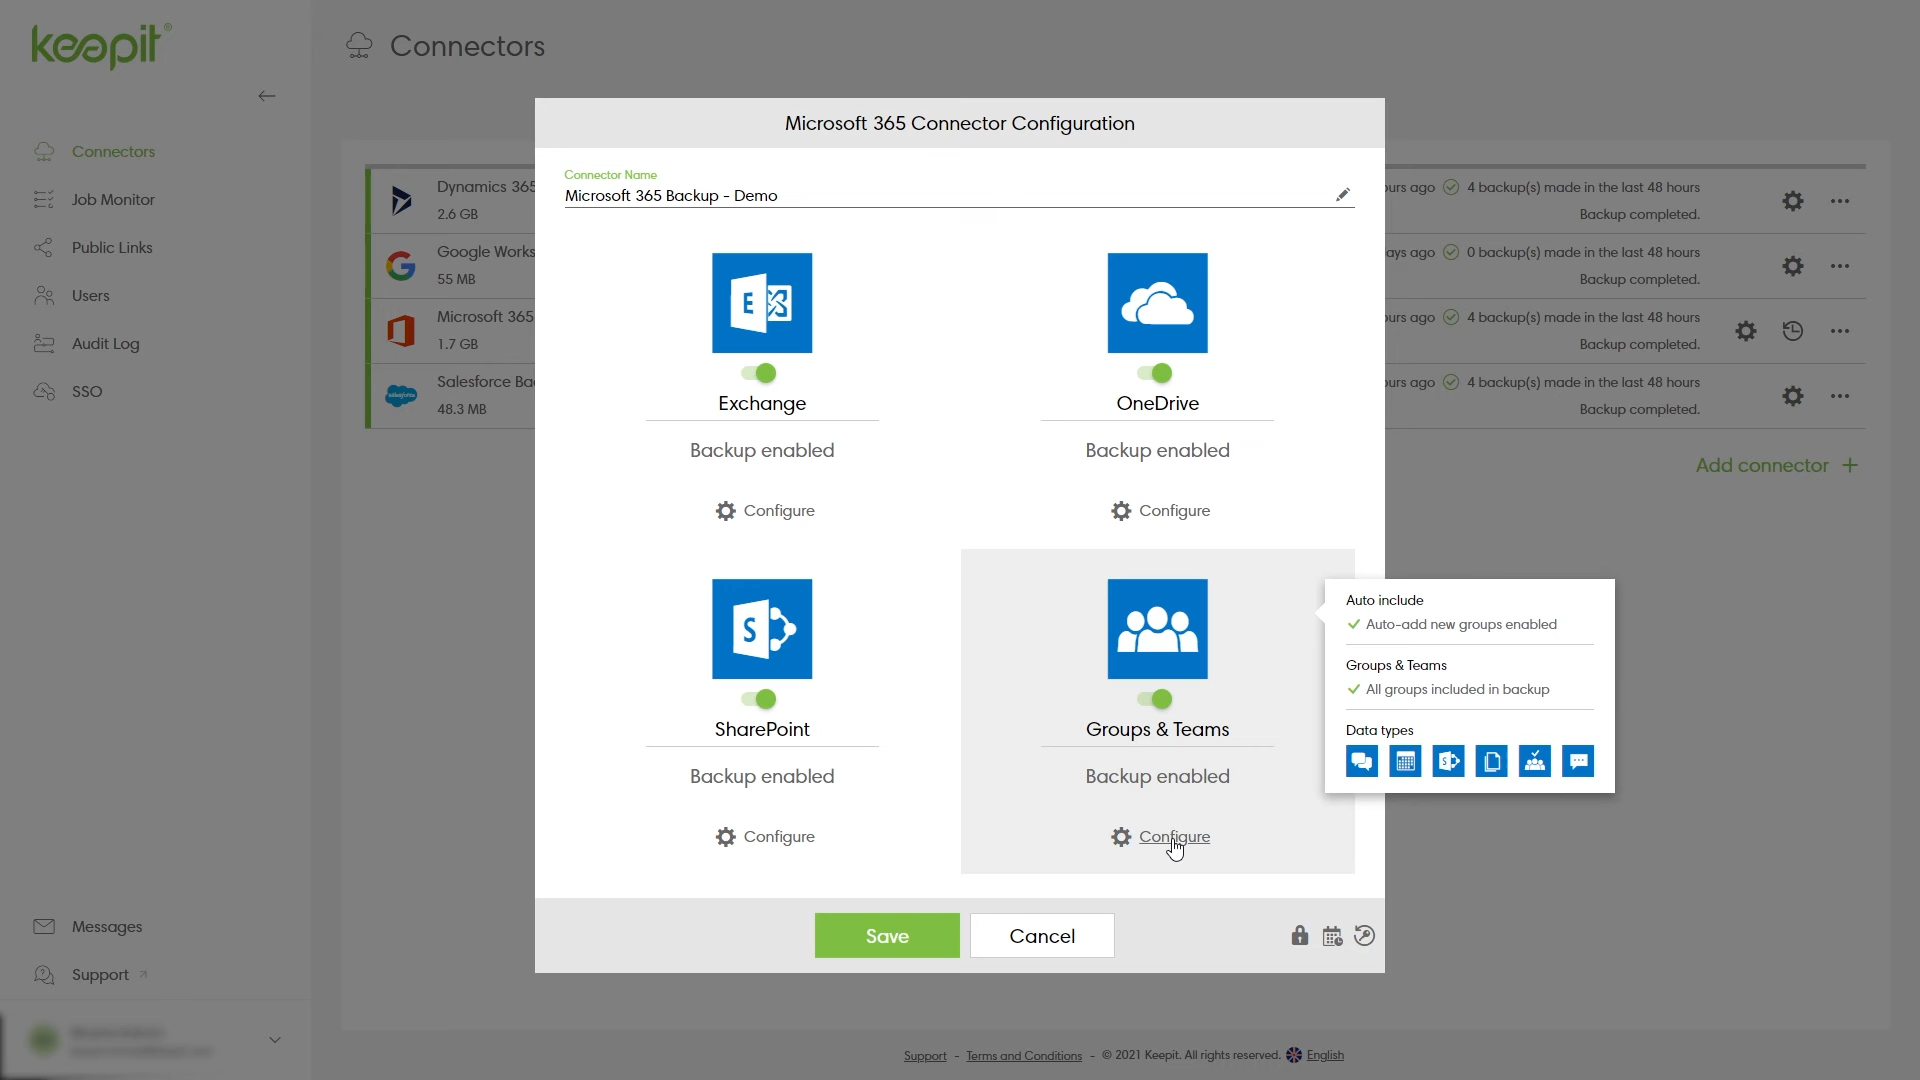 keepit®
Connectors
Job Monitor
Public Links
Users
Audit Log
SSO
Messages
Support
Connectors
Dynamics 365
2.6 GB
ours ago 4 backup(s) made in the last 48 hours
Backup completed.
Google Works
55 MB
ays ago 0 backup(s) made in the last 48 hours
Backup completed.
Microsoft 365
1.7 GB
ours ago 4 backup(s) made in the last 48 hours
Backup completed.
Salesforce Ba
48.3 MB
ours ago 4 backup(s) made in the last 48 hours
Backup completed.
Add connector +
Microsoft 365 Connector Configuration
Connector Name
Microsoft 365 Backup - Demo
Exchange
Backup enabled
Configure
OneDrive
Backup enabled
Configure
SharePoint
Backup enabled
Configure
Groups & Teams
Backup enabled
Configure
Auto include
Auto-add new groups enabled
Groups & Teams
All groups included in backup
Data types
Save
Cancel
Support - Terms and Conditions - © 2021 Keepit. All rights reserved. English